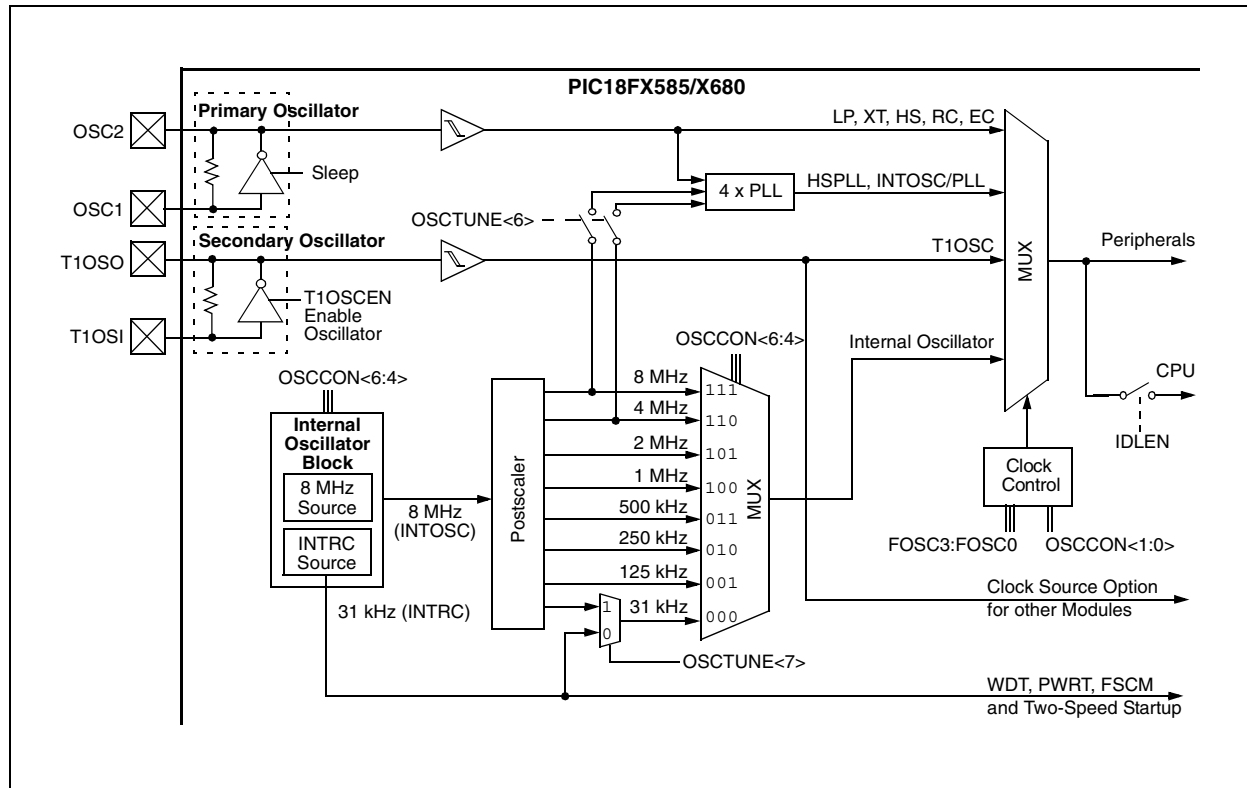 PIC18FX585/X680
Primary Oscillator
OSC2
LP, XT, HS, RC, EC
Sleep
4 x PLL
HSPLL, INTOSC/PLL
OSC1
OSCTUNE<6>
Secondary Oscillator
T1OSO
T1OSC
MUX
Peripherals
T1OSCEN
Enable
Oscillator
T1OSI
OSCCON<6:4>
Internal Oscillator
OSCCON<6:4>
CPU
IDLEN
Internal
Oscillator
Block
8 MHz
Source
INTRC
Source
8 MHz
(INTOSC)
31 kHz (INTRC)
Postscaler
8 MHz
111
4 MHz
110
2 MHz
101
1 MHz
100
500 kHz
011
250 kHz
010
125 kHz
001
1
0
31 kHz
000
MUX
OSCTUNE<7>
Clock
Control
FOSC3:FOSC0
OSCCON<1:0>
Clock Source Option
for other Modules
WDT, PWRT, FSCM
and Two-Speed Startup